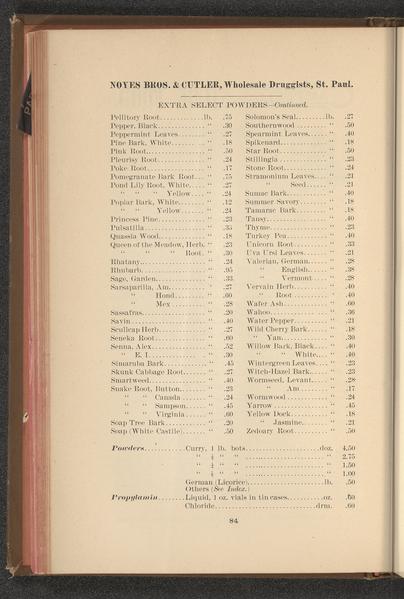 NOYES BROS. & CUTLER, Wholesale Druggists, St. Paul.
EXTRA SELECT POWDERS—Continued.
Pellitory Root............lb. .75
Pepper, Black............ " .30
Peppermint Leaves....... " .27
Pine Bark, White......... " .18
Pink Root................ " .50
Pleurisy Root............ " .24
Poke Root................ " .17
Pomegranate Bark Root... " .75
Pond Lily Root, White.... " .27
" " " Yellow.... " .24
Poplar Bark, White....... " .12
" " Yellow....... " .24
Princess Pine............ " .23
Pulsatilla............... " .35
Quassia Wood............. " .18
Queen of the Meadow, Herb. " .23
" " " Root. " .30
Rhatany.................. " .24
Rhubarb.................. " .95
Sage, Garden............. " .33
Sarsaparilla, Am......... " .27
" Hond......... " .60
" Mex.......... " .28
Sassafras................ " .20
Savin.................... " .40
Scullcap Herb............ " .27
Seneka Root.............. " .60
Senna, Alex.............. " .52
" E. I............... " .30
Simaruba Bark............ " .45
Skunk Cabbage Root....... " .27
Smartweed................ " .40
Snake Root, Button....... " .23
" " Canada....... " .24
" " Sampson...... " .45
" " Virginia..... " .60
Soap Tree Bark........... " .20
Soap (White Castile)..... " .50
Solomon's Seal........lb. .27
Southernwood............. " .50
Spearmint Leaves......... " .40
Spikenard................ " .40
Star Root................ " .50
Stillingia............... " .23
Stone Root............... " .24
Stramonium Leaves........ " .21
" Seed......... " .21
Sumac Bark............... " .40
Summer Savory............ " .18
Tamarac Bark............. " .18
Tansy.................... " .40
Thyme.................... " .23
Turkey Pea............... " .40
Unicorn Root............. " .33
Uva Ursi Leaves.......... " .21
Valerian, German......... " .28
" English........ " .38
" Vermont........ " .28
Vervain Herb............. " .40
" Root............. " .40
Wafer Ash................ " .60
Wahoo.................... " .36
Water Pepper............. " .21
Wild Cherry Bark......... " .18
" Yam................ " .30
Willow Bark, Black....... " .40
" " White....... " .40
Wintergreen Leaves....... " .23
Witch-Hazel Bark......... " .23
Wormseed, Levant......... " .28
" Am............. " .17
Wormwood................. " .24
Yarrow................... " .45
Yellow Dock.............. " .18
" Jasmine............ " .21
Zedoary Root............. " .50
Powders..........Curry, 1 lb. bots..........doz. 4.50
" ½ " " .......... " 2.75
" ¼ " " .......... " 1.50
" " " .......... " 1.00
German (Licorice)..........lb. .50
Others (See Index.)
Propylamin........Liquid, 1 oz. vials in tin cases..........oz. .60
Chloride..........drm. .60
84